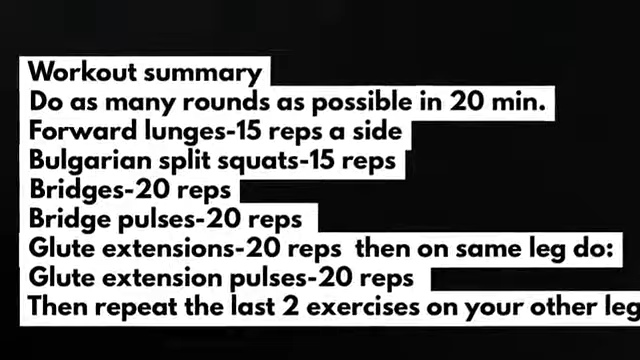 Workout summary
Do as many rounds as possible in 20 min.
Forward lunges-15 reps a side
Bulgarian split squats-15 reps
Bridges-20 reps
Bridge pulses-20 reps
Glute extensions-20 reps then on same leg do:
Glute extension pulses-20 reps
Then repeat the last 2 exercises on your other leg